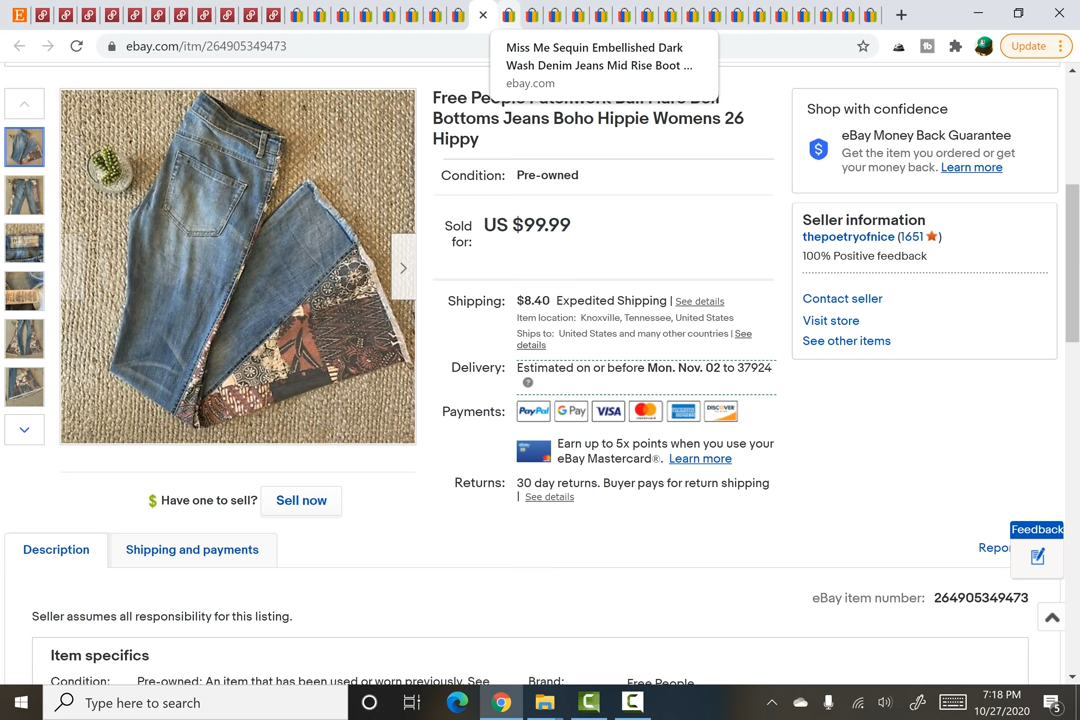 ebay.com/itm/264905349473
Update
Miss Me Sequin Embellished Dark
Wash Denim Jeans Mid Rise Boot ...
ebay.com
Bottoms Jeans Boho Hippie Womens 26
Hippy
Condition: Pre-owned
Sold for: US $99.99
Shipping: $8.40 Expedited Shipping | See details
Item location: Knoxville, Tennessee, United States
Ships to: United States and many other countries | See
details
Delivery: Estimated on or before Mon. Nov. 02 to 37924
?
Payments: PayPal G Pay VISA DISCOVER
Earn up to 5x points when you use your
eBay Mastercard®. Learn more
Returns: 30 day returns. Buyer pays for return shipping
| See details
Shop with confidence
eBay Money Back Guarantee
Get the item you ordered or get
your money back. Learn more
Seller information
thepoetryofnice (1651 )
100% Positive feedback
Contact seller
Visit store
See other items
$ Have one to sell? Sell now
Feedback
Description
Shipping and payments
Repo
eBay item number: 264905349473
Seller assumes all responsibility for this listing.
Item specifics
Condition: Pre-owned: An item that has been used or worn previously. See
Brand: Free People
Type here to search
7:18 PM
10/27/2020
5